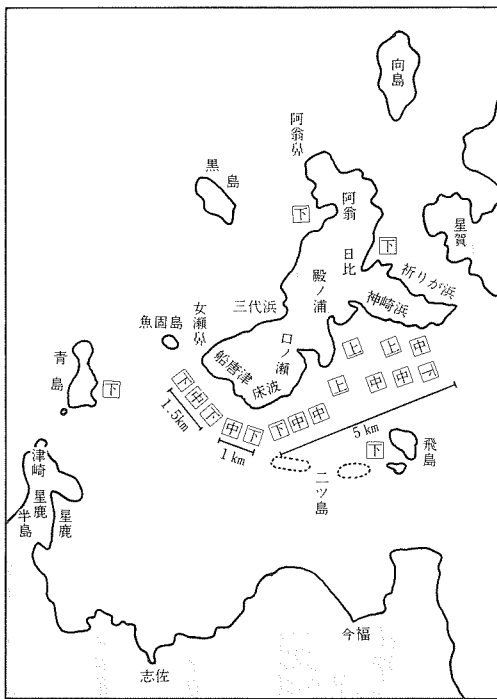 向島
阿翁鼻
黒島
阿翁
星賀
下
下
日比
祈りが浜
殿ノ浦
神崎浜
三代浜
女瀬鼻
魚固島
口ノ瀬
船唐津
床波
青島
下
上
上
中
上
中
中
下
中
下
中
下
下
中
中
1.5km
1km
5km
下
飛島
二ツ島
津崎
星鹿半島
星鹿
今福
志佐